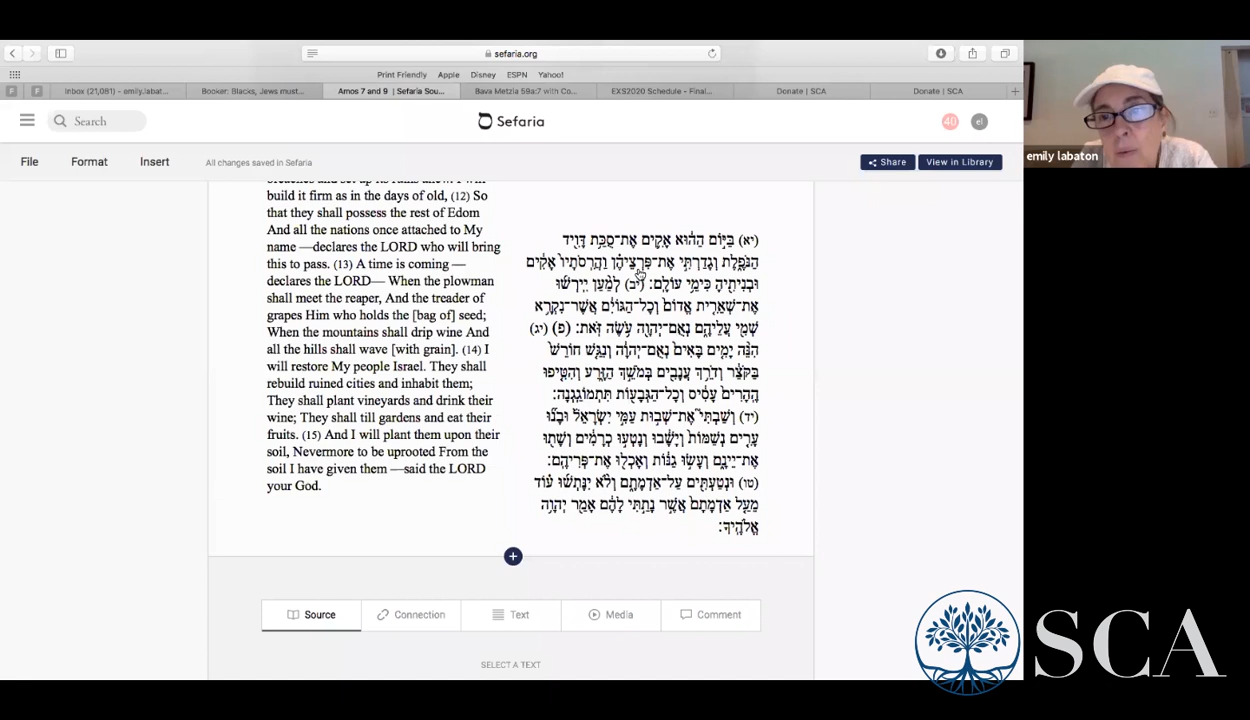 sefaria.org
Print Friendly Apple Disney ESPN Yahoo!
Inbox (21,081) - emily.labat...
Booker: Blacks, Jews must...
Amos 7 and 9 | Sefaria Sou...
Bava Metzia 59a:7 with Co...
EXS2020 Schedule - Final...
Donate | SCA
Donate | SCA
Search
Sefaria
40
el
File Format Insert All changes saved in Sefaria
Share
View in Library
emily labaton
build it firm as in the days of old, (12) So
that they shall possess the rest of Edom
And all the nations once attached to My
name —declares the LORD who will bring
this to pass. (13) A time is coming —
declares the LORD— When the plowman
shall meet the reaper, And the treader of
grapes Him who holds the [bag of] seed;
When the mountains shall drip wine And
all the hills shall wave [with grain]. (14) I
will restore My people Israel. They shall
rebuild ruined cities and inhabit them;
They shall plant vineyards and drink their
wine; They shall till gardens and eat their
fruits. (15) And I will plant them upon their
soil, Nevermore to be uprooted From the
soil I have given them —said the LORD
your God.
(יא) בַּיּ֣וֹם הַה֔וּא אָקִ֛ים אֶת־סֻכַּ֥ת דָּוִ֖יד
הַנֹּפֶ֑לֶת וְגָדַרְתִּ֣י אֶת־פִּרְצֵיהֶ֗ן וַהֲרִֽסֹתָיו֙ אָקִ֔ים
וּבְנִיתִ֖יהָ כִּימֵ֥י עוֹלָֽם׃ (יב) לְמַ֨עַן יִֽירְשׁ֜וּ
אֶת־שְׁאֵרִ֤ית אֱדוֹם֙ וְכָל־הַגּוֹיִ֔ם אֲשֶׁר־נִקְרָ֥א
שְׁמִ֖י עֲלֵיהֶ֑ם נְאֻם־יְהוָ֖ה עֹ֥שֶׂה זֹּֽאת׃ (פ) (יג)
הִנֵּ֨ה יָמִ֤ים בָּאִים֙ נְאֻם־יְהוָ֔ה וְנִגַּ֤שׁ חוֹרֵשׁ֙
בַּקֹּצֵ֔ר וְדֹרֵ֥ךְ עֲנָבִ֖ים בְּמֹשֵׁ֣ךְ הַזָּ֑רַע וְהִטִּ֤יפוּ
הֶֽהָרִים֙ עָסִ֔יס וְכָל־הַגְּבָע֖וֹת תִּתְמוֹגַֽגְנָה׃
(יד) וְשַׁבְתִּי֮ אֶת־שְׁב֣וּת עַמִּ֣י יִשְׂרָאֵל֒ וּבָנ֞וּ
עָרִ֤ים נְשַׁמּוֹת֙ וְיָשָׁ֔בוּ וְנָטְע֣וּ כְרָמִ֔ים וְשָׁת֖וּ
אֶת־יֵינָ֑ם וְעָשׂ֣וּ גַנּ֔וֹת וְאָכְל֖וּ אֶת־פְּרִיהֶֽם׃
(טו) וּנְטַעְתִּ֖ים עַל־אַדְמָתָ֑ם וְלֹ֨א יִנָּתְשׁ֜וּ ע֗וֹד
מֵעַ֤ל אַדְמָתָם֙ אֲשֶׁ֣ר נָתַ֣תִּי לָהֶ֔ם אָמַ֖ר יְהוָ֥ה
אֱלֹהֶֽיךָ׃
Source Connection Text Media Comment
SELECT A TEXT
SCA